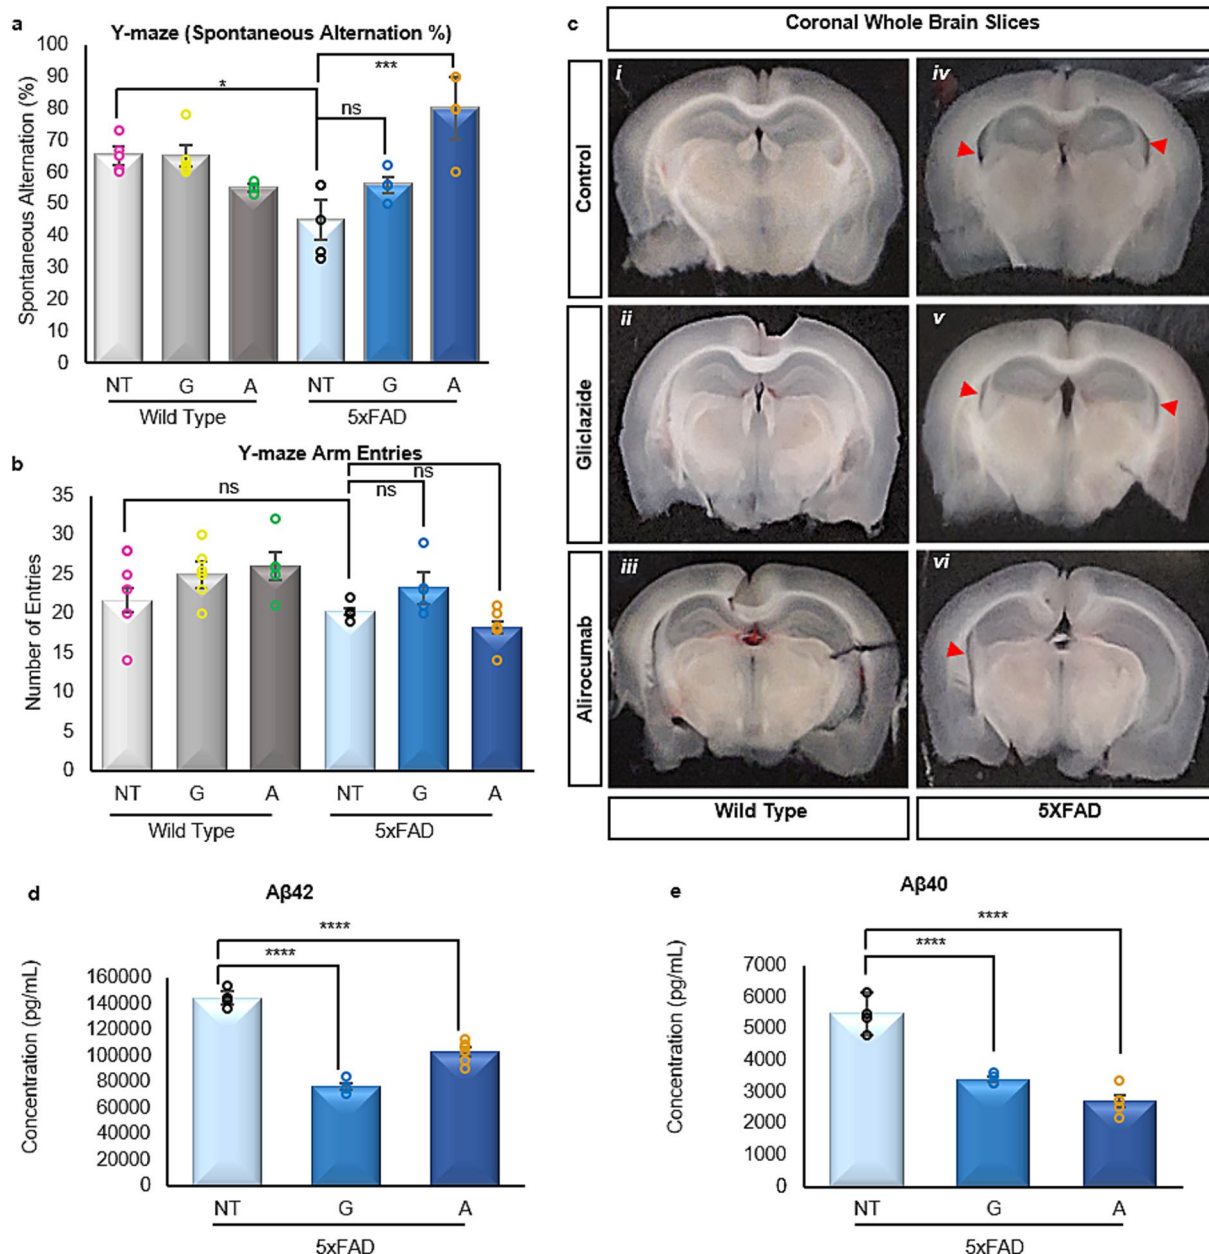 a
Y-maze (Spontaneous Alternation %)
Spontaneous Alternation (%)
100
90
80
70
60
50
40
30
20
10
0
*
***
ns
NT G A NT G A
Wild Type 5xFAD
b
Y-maze Arm Entries
Number of Entries
35
30
25
20
15
10
5
0
ns
ns
ns
NT G A NT G A
Wild Type 5xFAD
c
Coronal Whole Brain Slices
Control
i
iv
Gliclazide
ii
v
Alirocumab
iii
vi
Wild Type
5XFAD
d
Aβ42
Concentration (pg/mL)
160000
140000
120000
100000
80000
60000
40000
20000
0
****
****
NT G A
5xFAD
e
Aβ40
Concentration (pg/mL)
7000
6000
5000
4000
3000
2000
1000
0
****
****
NT G A
5xFAD